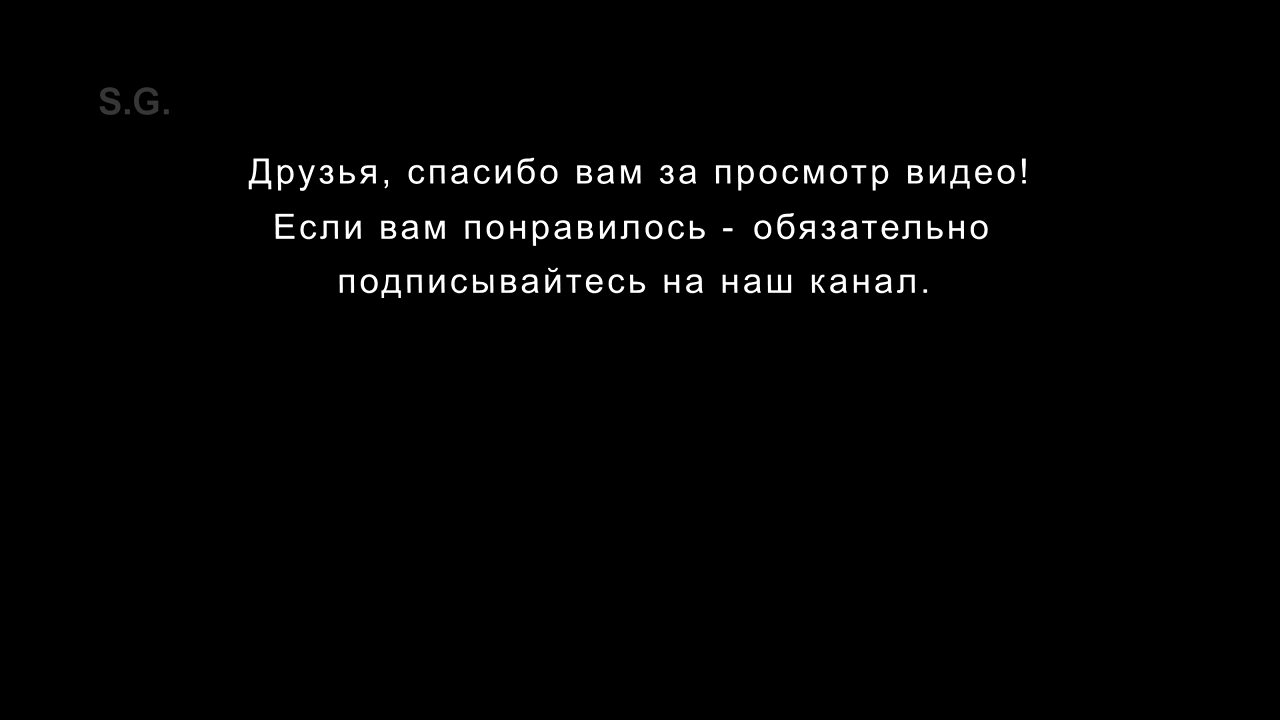 S.G.
Друзья, спасибо вам за просмотр видео!
Если вам понравилось - обязательно
подписывайтесь на наш канал.